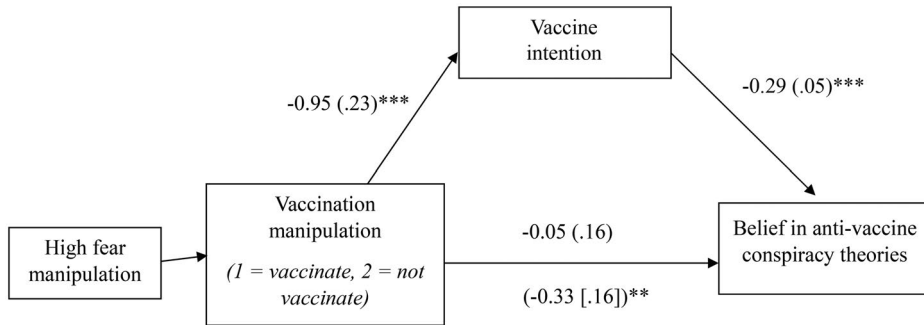 Vaccine
intention
-0.95 (.23)***
-0.29 (.05)***
Vaccination
manipulation
(1 = vaccinate, 2 = not
vaccinate)
High fear
manipulation
-0.05 (.16)
(-0.33 [.16])**
Belief in anti-vaccine
conspiracy theories